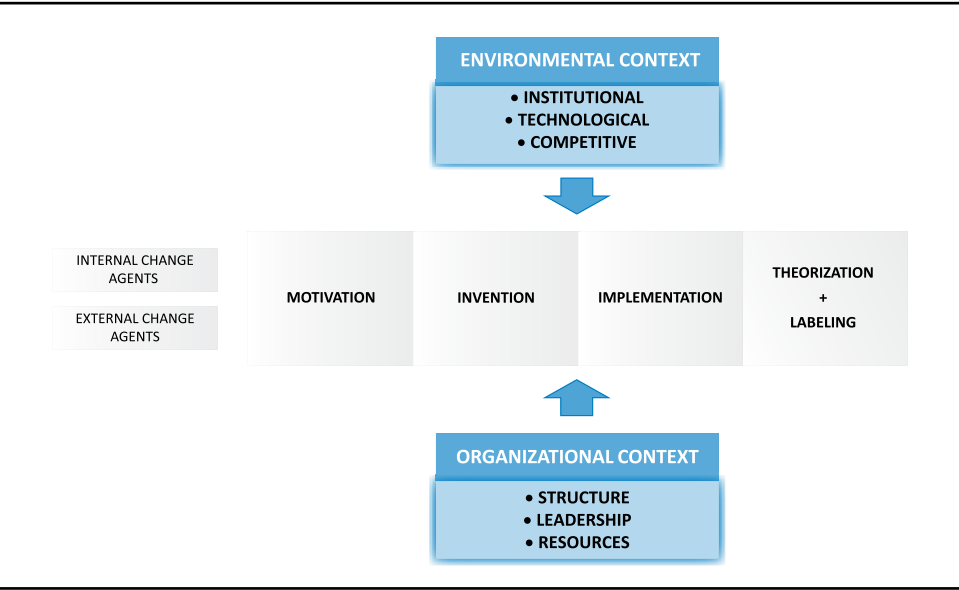 ENVIRONMENTAL CONTEXT
• INSTITUTIONAL
• TECHNOLOGICAL
• COMPETITIVE
INTERNAL CHANGE
AGENTS
EXTERNAL CHANGE
AGENTS
MOTIVATION
INVENTION
IMPLEMENTATION
THEORIZATION
+
LABELING
ORGANIZATIONAL CONTEXT
• STRUCTURE
• LEADERSHIP
• RESOURCES